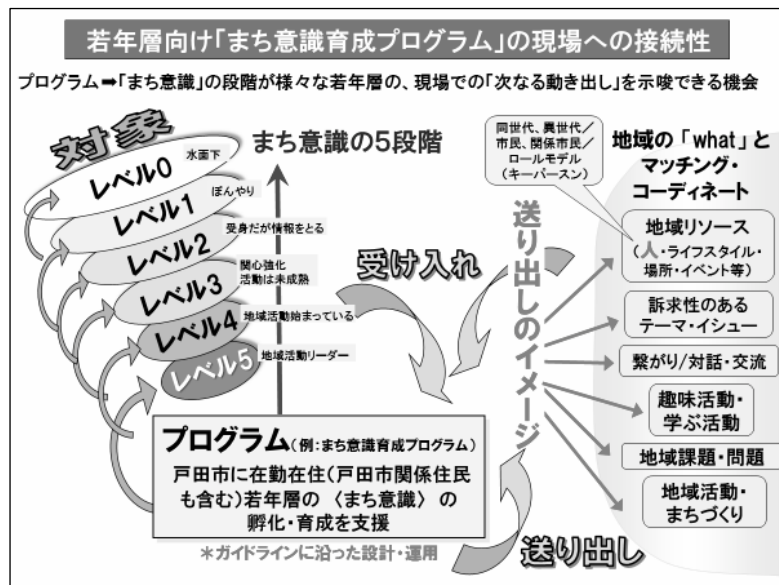 若年層向け「まち意識育成プログラム」の現場への接続性
プログラム➡「まち意識」の段階が様々な若年層の、現場での「次なる動き出し」を示唆できる機会
対象
まち意識の5段階
レベル0
水面下
レベル1
ぼんやり
レベル2
受身だが情報をとる
レベル3
関心強化
活動は未成熟
レベル4
地域活動始まっている
レベル5
地域活動リーダー
プログラム(例:まち意識育成プログラム)
戸田市に在勤在住(戸田市関係住民
も含む)若年層の〈まち意識〉の
孵化・育成を支援
*ガイドラインに沿った設計・運用
受け入れ
送り出し
送り出しのイメージ
同世代、異世代/
市民、関係市民/
ロールモデル
(キーパースン)
地域の「what」と
マッチング・
コーディネート
地域リソース
(人・ライフスタイル・
場所・イベント等)
訴求性のある
テーマ・イシュー
繋がり/対話・交流
趣味活動・
学ぶ活動
地域課題・問題
地域活動・
まちづくり